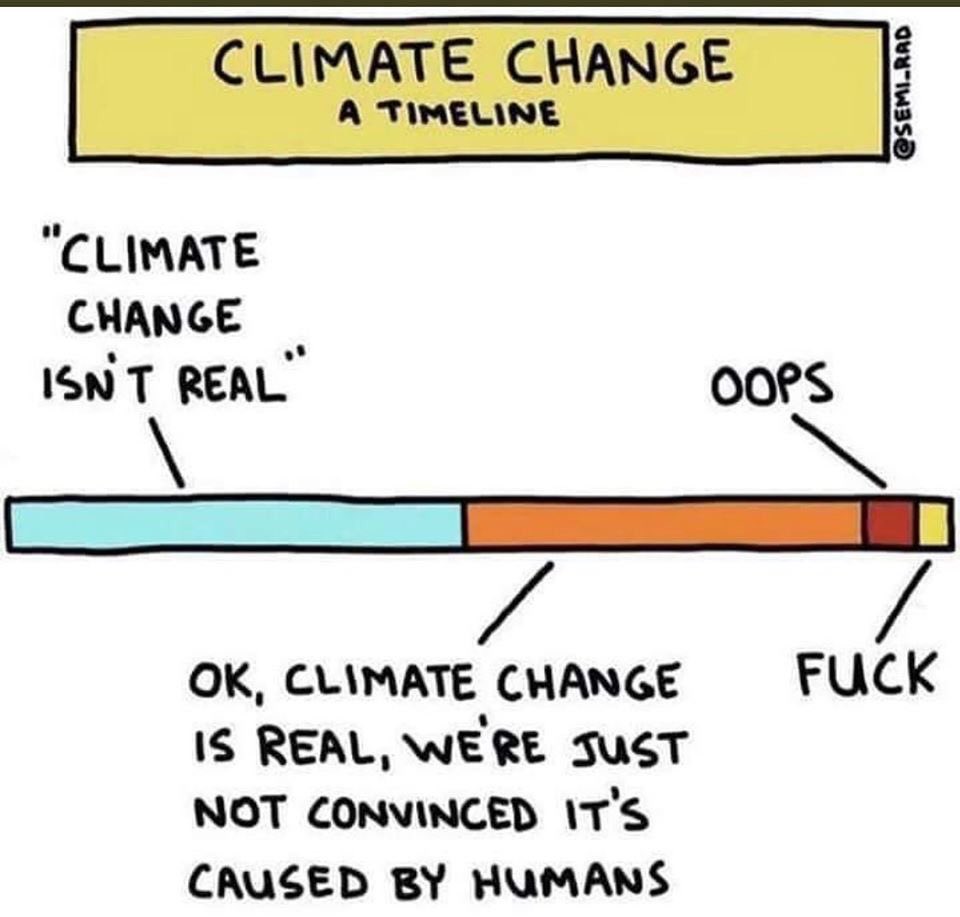 CLIMATE CHANGE
A TIMELINE
@SEMI_RAD
"CLIMATE
CHANGE
ISN'T REAL"
OOPS
OK, CLIMATE CHANGE
IS REAL, WE'RE JUST
NOT CONVINCED IT'S
CAUSED BY HUMANS
FUCK